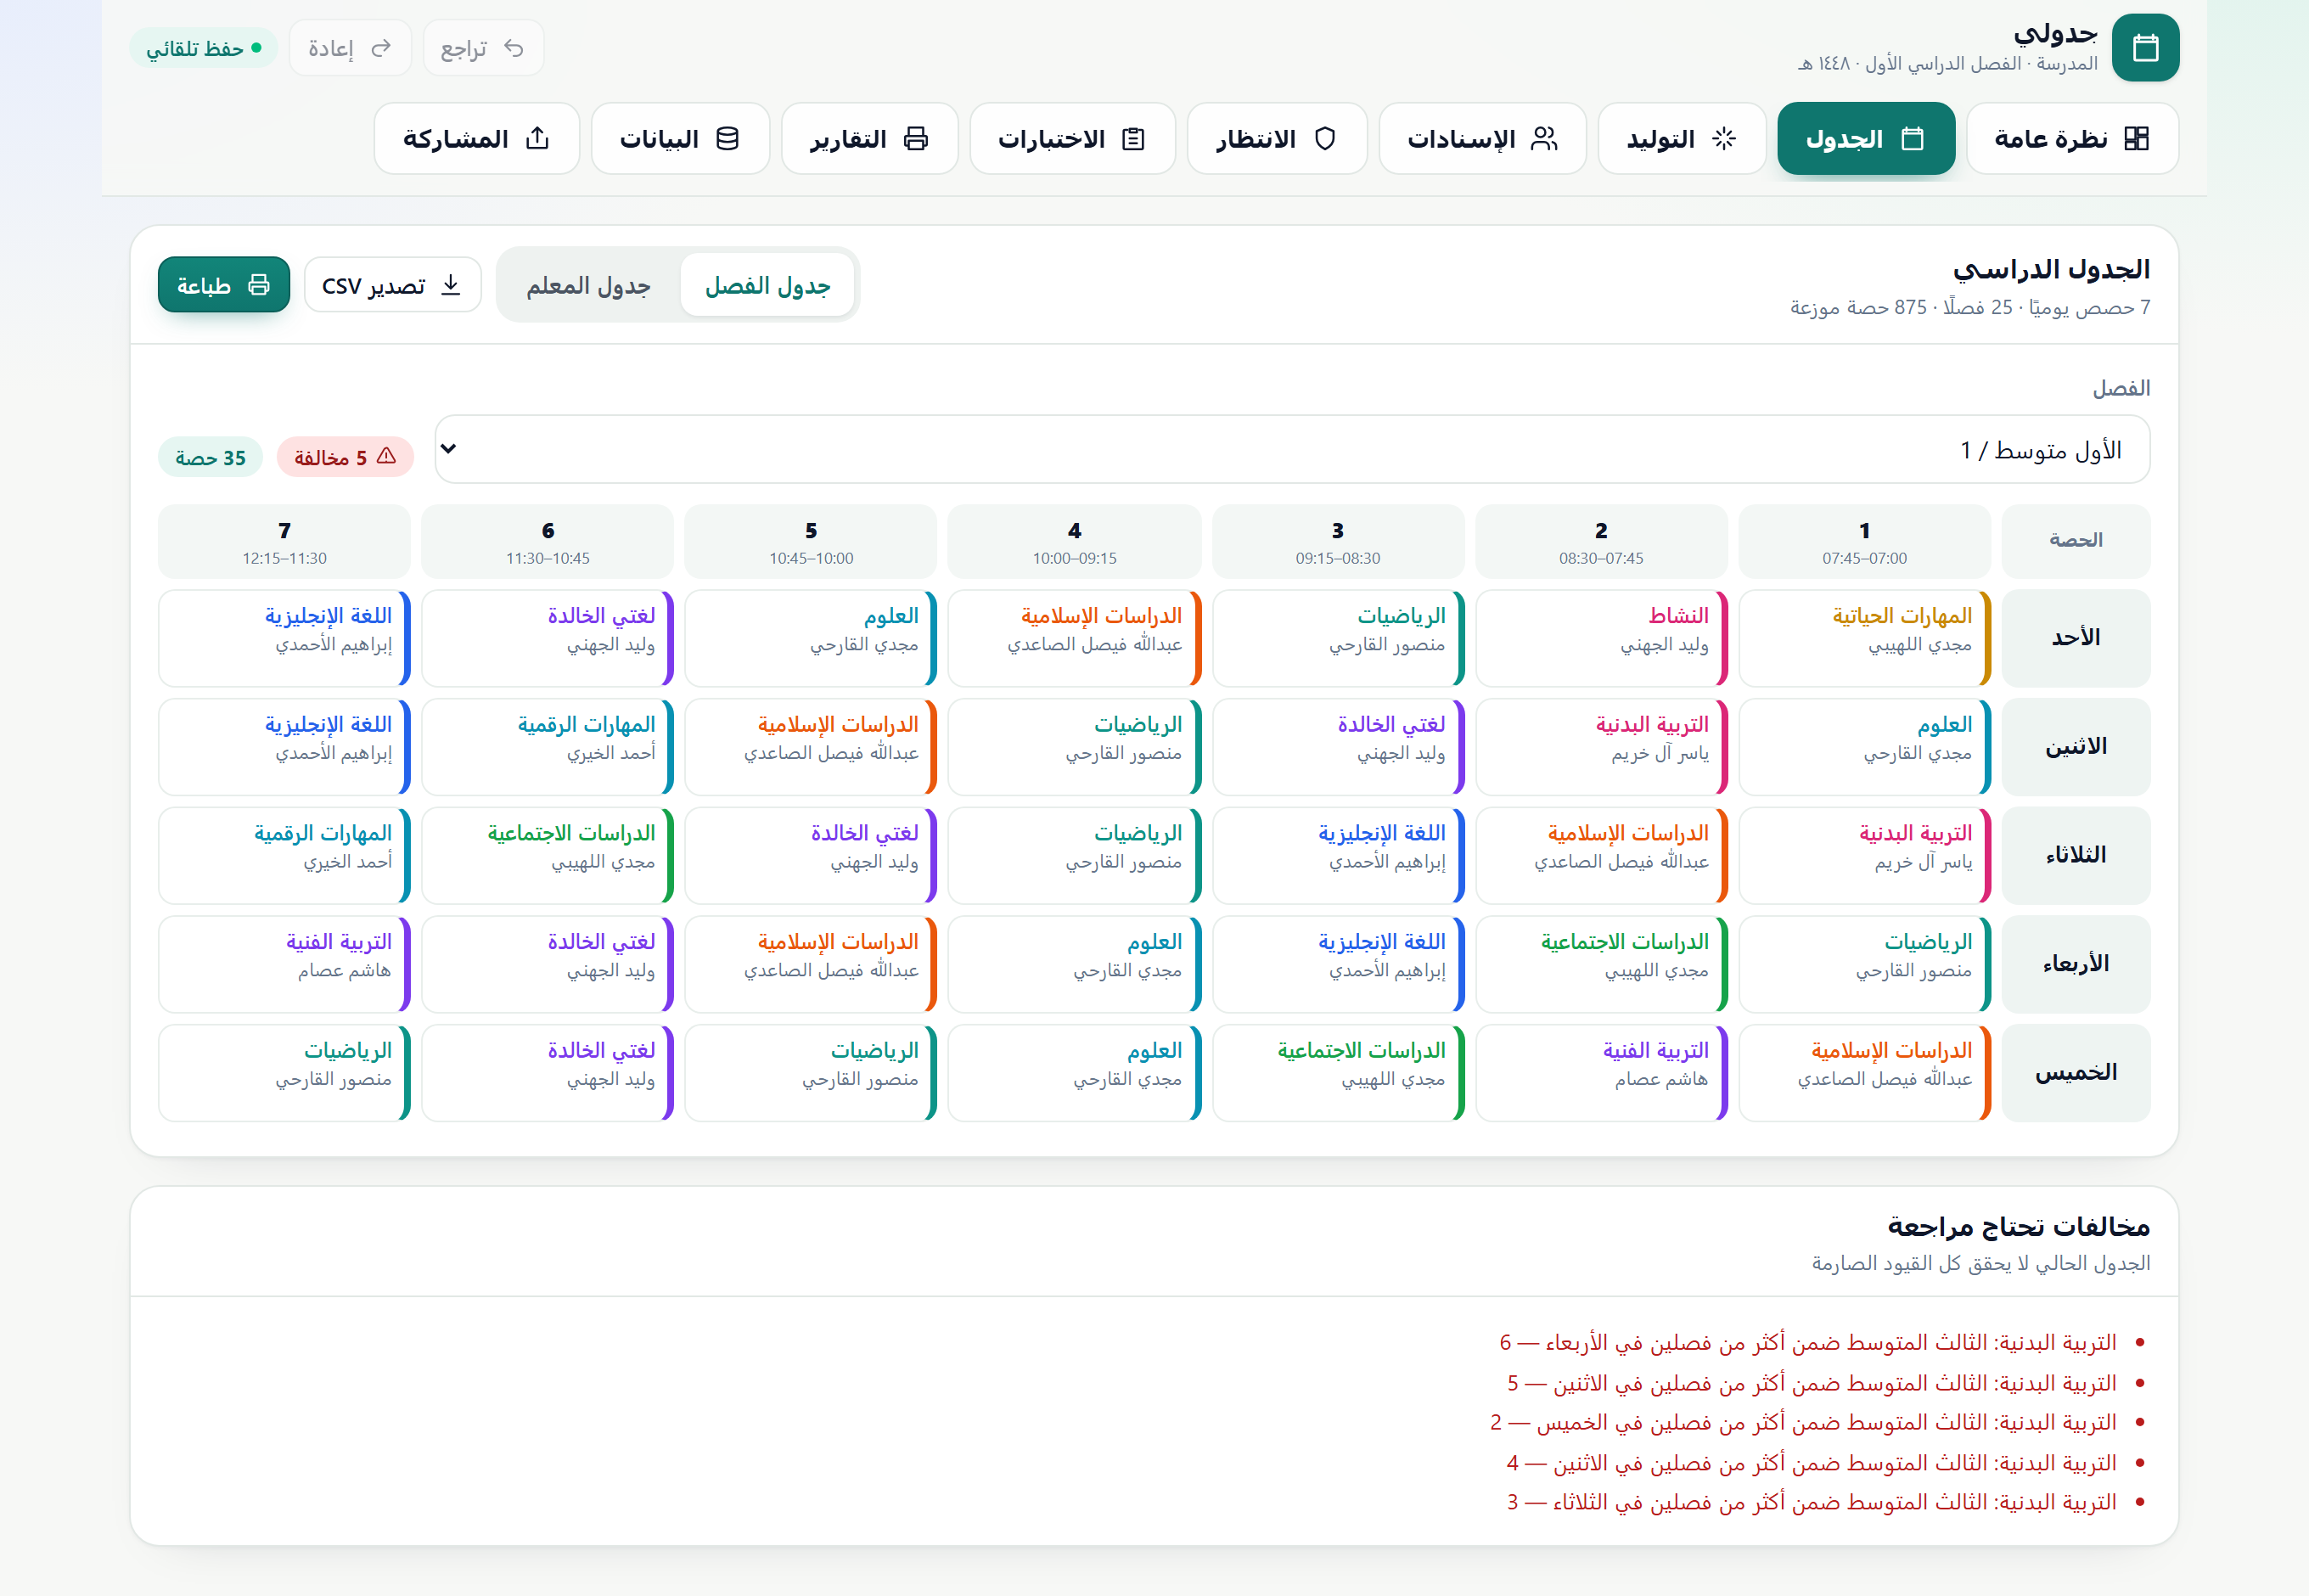 جدولي
المدرسة · الفصل الدراسي الأول · ١٤٤٨ هـ
تراجع
إعادة
حفظ تلقائي
نظرة عامة
الجدول
التوليد
الإسنادات
الانتظار
الاختبارات
التقارير
البيانات
المشاركة
الجدول الدراسي
7 حصص يوميًا · 25 فصلًا · 875 حصة موزعة
جدول الفصل
جدول المعلم
تصدير CSV
طباعة
الفصل
الأول متوسط / 1
5 مخالفة
35 حصة
الحصة
1
07:00–07:45
2
07:45–08:30
3
08:30–09:15
4
09:15–10:00
5
10:00–10:45
6
10:45–11:30
7
11:30–12:15
الأحد
المهارات الحياتية
مجدي اللهيبي
النشاط
وليد الجهني
الرياضيات
منصور القارحي
الدراسات الإسلامية
عبدالله فيصل الصاعدي
العلوم
مجدي القارحي
لغتي الخالدة
وليد الجهني
اللغة الإنجليزية
إبراهيم الأحمدي
الاثنين
العلوم
مجدي القارحي
التربية البدنية
ياسر آل خريم
لغتي الخالدة
وليد الجهني
الرياضيات
منصور القارحي
الدراسات الإسلامية
عبدالله فيصل الصاعدي
المهارات الرقمية
أحمد الخيري
اللغة الإنجليزية
إبراهيم الأحمدي
الثلاثاء
التربية البدنية
ياسر آل خريم
الدراسات الإسلامية
عبدالله فيصل الصاعدي
اللغة الإنجليزية
إبراهيم الأحمدي
الرياضيات
منصور القارحي
لغتي الخالدة
وليد الجهني
الدراسات الاجتماعية
مجدي اللهيبي
المهارات الرقمية
أحمد الخيري
الأربعاء
الرياضيات
منصور القارحي
الدراسات الاجتماعية
مجدي اللهيبي
اللغة الإنجليزية
إبراهيم الأحمدي
العلوم
مجدي القارحي
الدراسات الإسلامية
عبدالله فيصل الصاعدي
لغتي الخالدة
وليد الجهني
التربية الفنية
هاشم عصام
الخميس
الدراسات الإسلامية
عبدالله فيصل الصاعدي
التربية الفنية
هاشم عصام
الدراسات الاجتماعية
مجدي اللهيبي
العلوم
مجدي القارحي
الرياضيات
منصور القارحي
لغتي الخالدة
وليد الجهني
الرياضيات
منصور القارحي
مخالفات تحتاج مراجعة
الجدول الحالي لا يحقق كل القيود الصارمة
• التربية البدنية: الثالث المتوسط ضمن أكثر من فصلين في الأربعاء — 6
• التربية البدنية: الثالث المتوسط ضمن أكثر من فصلين في الاثنين — 5
• التربية البدنية: الثالث المتوسط ضمن أكثر من فصلين في الخميس — 2
• التربية البدنية: الثالث المتوسط ضمن أكثر من فصلين في الاثنين — 4
• التربية البدنية: الثالث المتوسط ضمن أكثر من فصلين في الثلاثاء — 3